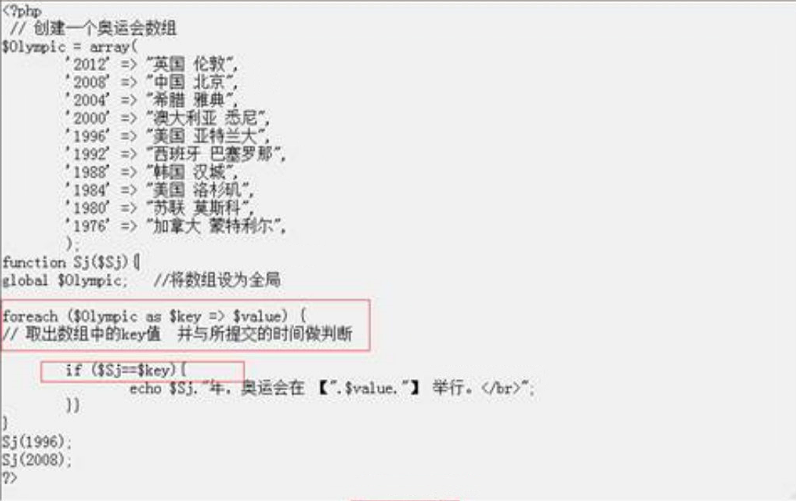 <?php
// 创建一个奥运会数组
$Olympic = array(
'2012' => "英国 伦敦",
'2008' => "中国 北京",
'2004' => "希腊 雅典",
'2000' => "澳大利亚 悉尼",
'1996' => "美国 亚特兰大",
'1992' => "西班牙 巴塞罗那",
'1988' => "韩国 汉城",
'1984' => "美国 洛杉矶",
'1980' => "苏联 莫斯科",
'1976' => "加拿大 蒙特利尔",
);
function Sj($Sj){
global $Olympic;   //将数组设为全局
foreach ($Olympic as $key => $value) {
// 取出数组中的key值  并与所提交的时间做判断
if ($Sj==$key){
echo $Sj."年，奥运会在 【".$value."】 举行。</br>";
}}
}
Sj(1996);
Sj(2008);
?>